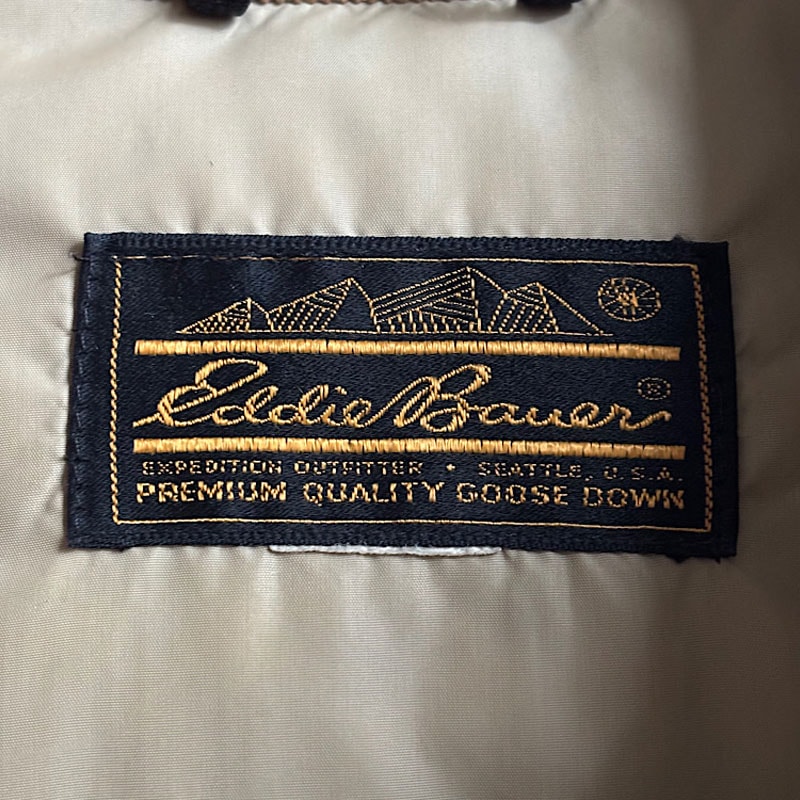 Eddie Bauer ®
EXPEDITION OUTFITTER • SEATTLE, U.S.A.
PREMIUM QUALITY GOOSE DOWN